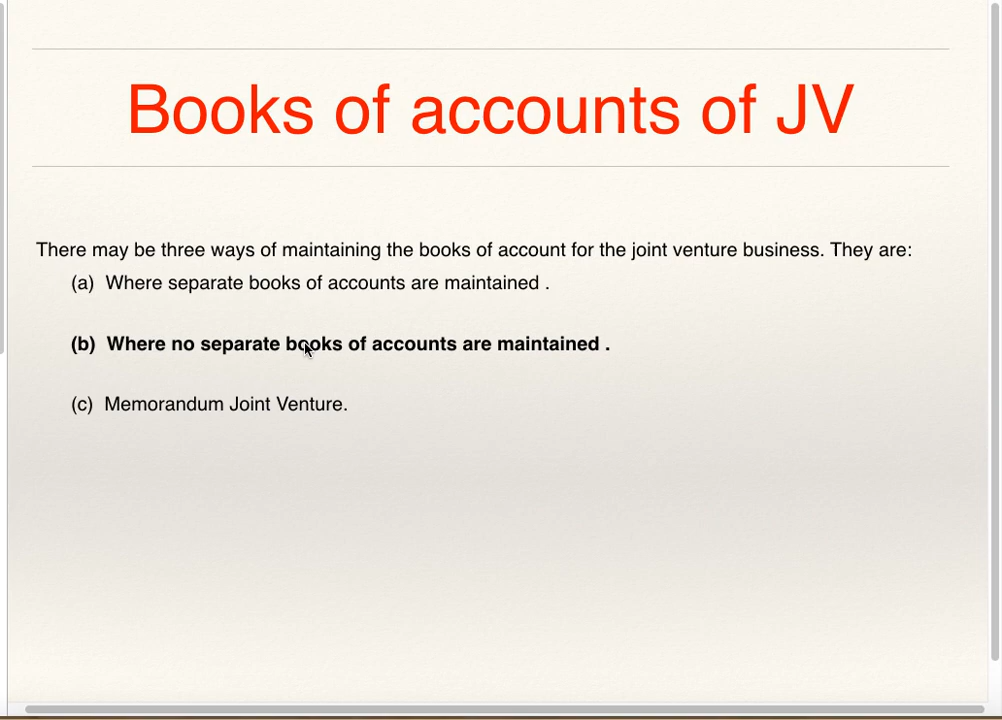 Books of accounts of JV
There may be three ways of maintaining the books of account for the joint venture business. They are:
(a) Where separate books of accounts are maintained .
(b) Where no separate books of accounts are maintained .
(c) Memorandum Joint Venture.